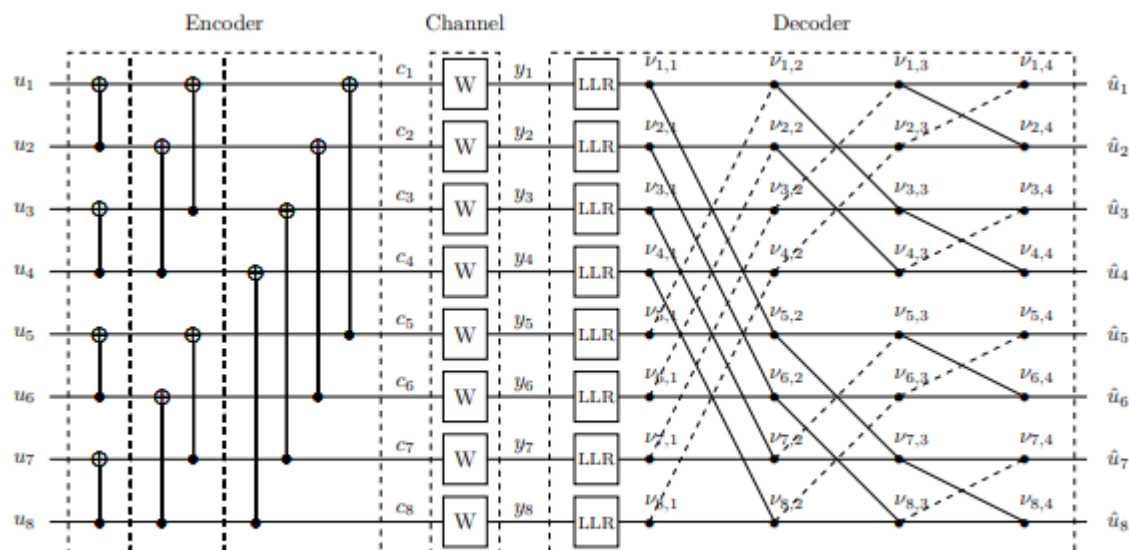 Encoder Channel Decoder
u₁ c₁ W y₁ LLR ν₁,₁ ν₁,₂ ν₁,₃ ν₁,₄ û₁
u₂ c₂ W y₂ LLR ν₂,₁ ν₂,₂ ν₂,₃ ν₂,₄ û₂
u₃ c₃ W y₃ LLR ν₃,₁ ν₃,₂ ν₃,₃ ν₃,₄ û₃
u₄ c₄ W y₄ LLR ν₄,₁ ν₄,₂ ν₄,₃ ν₄,₄ û₄
u₅ c₅ W y₅ LLR ν₅,₁ ν₅,₂ ν₅,₃ ν₅,₄ û₅
u₆ c₆ W y₆ LLR ν₆,₁ ν₆,₂ ν₆,₃ ν₆,₄ û₆
u₇ c₇ W y₇ LLR ν₇,₁ ν₇,₂ ν₇,₃ ν₇,₄ û₇
u₈ c₈ W y₈ LLR ν₈,₁ ν₈,₂ ν₈,₃ ν₈,₄ û₈